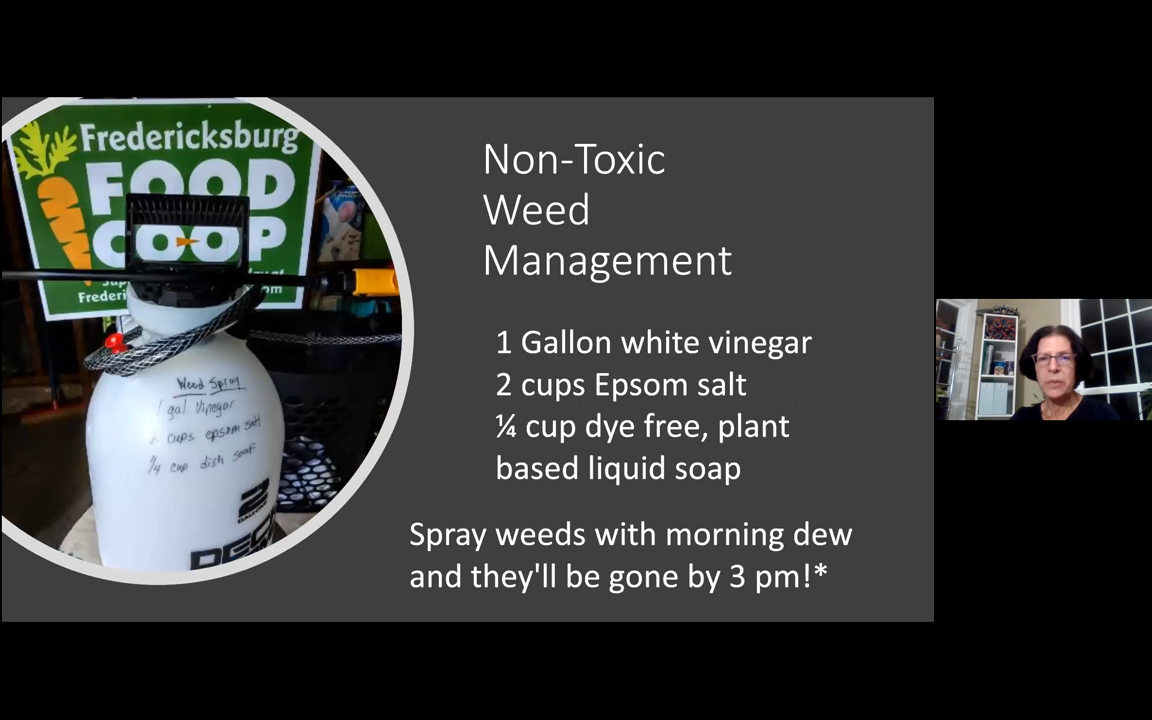 Fredericksburg
FOOD
COOP
Frederi
Weed Spray
1 gal Vinegar
2 cups epsom salt
1/4 cup dish soap
2
Non-Toxic
Weed
Management
1 Gallon white vinegar
2 cups Epsom salt
¼ cup dye free, plant
based liquid soap
Spray weeds with morning dew
and they'll be gone by 3 pm!*